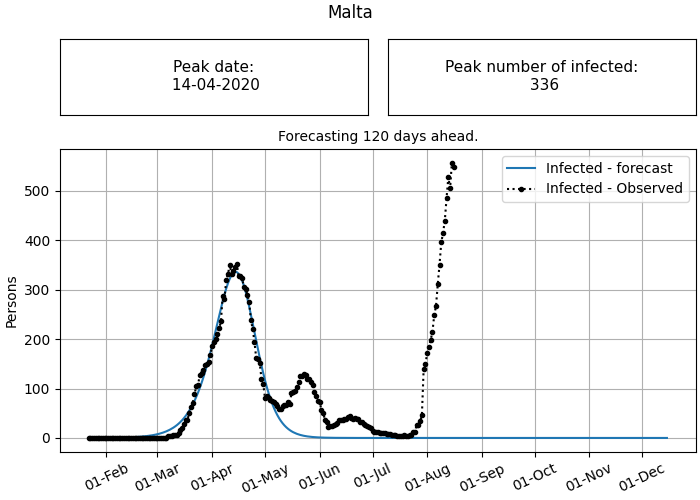 Malta
Peak date:
14-04-2020
Peak number of infected:
336
Forecasting 120 days ahead.
Infected - forecast
Infected - Observed
Persons
500
400
300
200
100
0
01-Feb
01-Mar
01-Apr
01-May
01-Jun
01-Jul
01-Aug
01-Sep
01-Oct
01-Nov
01-Dec